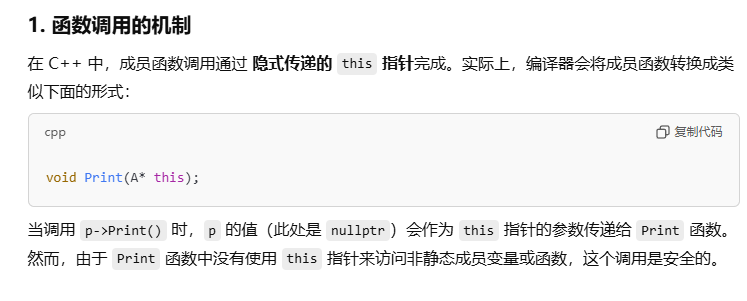 1. 函数调用的机制
在 C++ 中，成员函数调用通过 隐式传递的 this 指针完成。实际上，编译器会将成员函数转换成类
似下面的形式：
cpp
复制代码
void Print(A* this);
当调用 p->Print() 时，p 的值（此处是 nullptr）会作为 this 指针的参数传递给 Print 函数。
然而，由于 Print 函数中没有使用 this 指针来访问非静态成员变量或函数，这个调用是安全的。